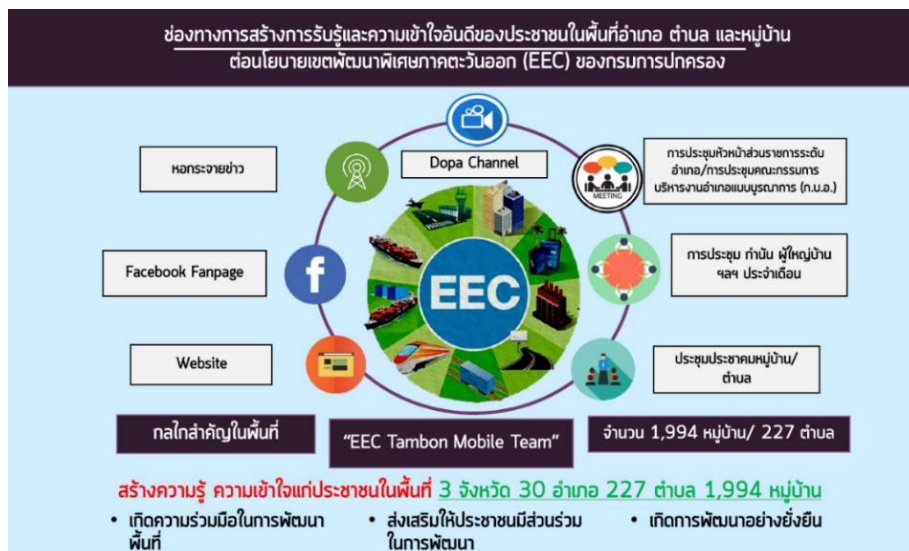 ช่องทางการสร้างการรับรู้และความเข้าใจอันดีของประชาชนในพื้นที่อำเภอ ตำบล และหมู่บ้าน
ต่อนโยบายเขตพัฒนาพิเศษภาคตะวันออก (EEC) ของกรมการปกครอง
Dopa Channel
หอกระจายข่าว
MEETING
การประชุมหัวหน้าส่วนราชการระดับ
อำเภอ/การประชุมคณะกรรมการ
บริหารงานอำเภอแบบบูรณาการ (ก.บ.อ.)
Facebook Fanpage
f
EEC
การประชุม กำนัน ผู้ใหญ่บ้าน
ฯลฯ ประจำเดือน
Website
ประชุมประชาคมหมู่บ้าน/
ตำบล
กลไกสำคัญในพื้นที่
“EEC Tambon Mobile Team”
จำนวน 1,994 หมู่บ้าน/ 227 ตำบล
สร้างความรู้ ความเข้าใจแก่ประชาชนในพื้นที่ 3 จังหวัด 30 อำเภอ 227 ตำบล 1,994 หมู่บ้าน
• เกิดความร่วมมือในการพัฒนา
พื้นที่
• ส่งเสริมให้ประชาชนมีส่วนร่วม
ในการพัฒนา
• เกิดการพัฒนาอย่างยั่งยืน